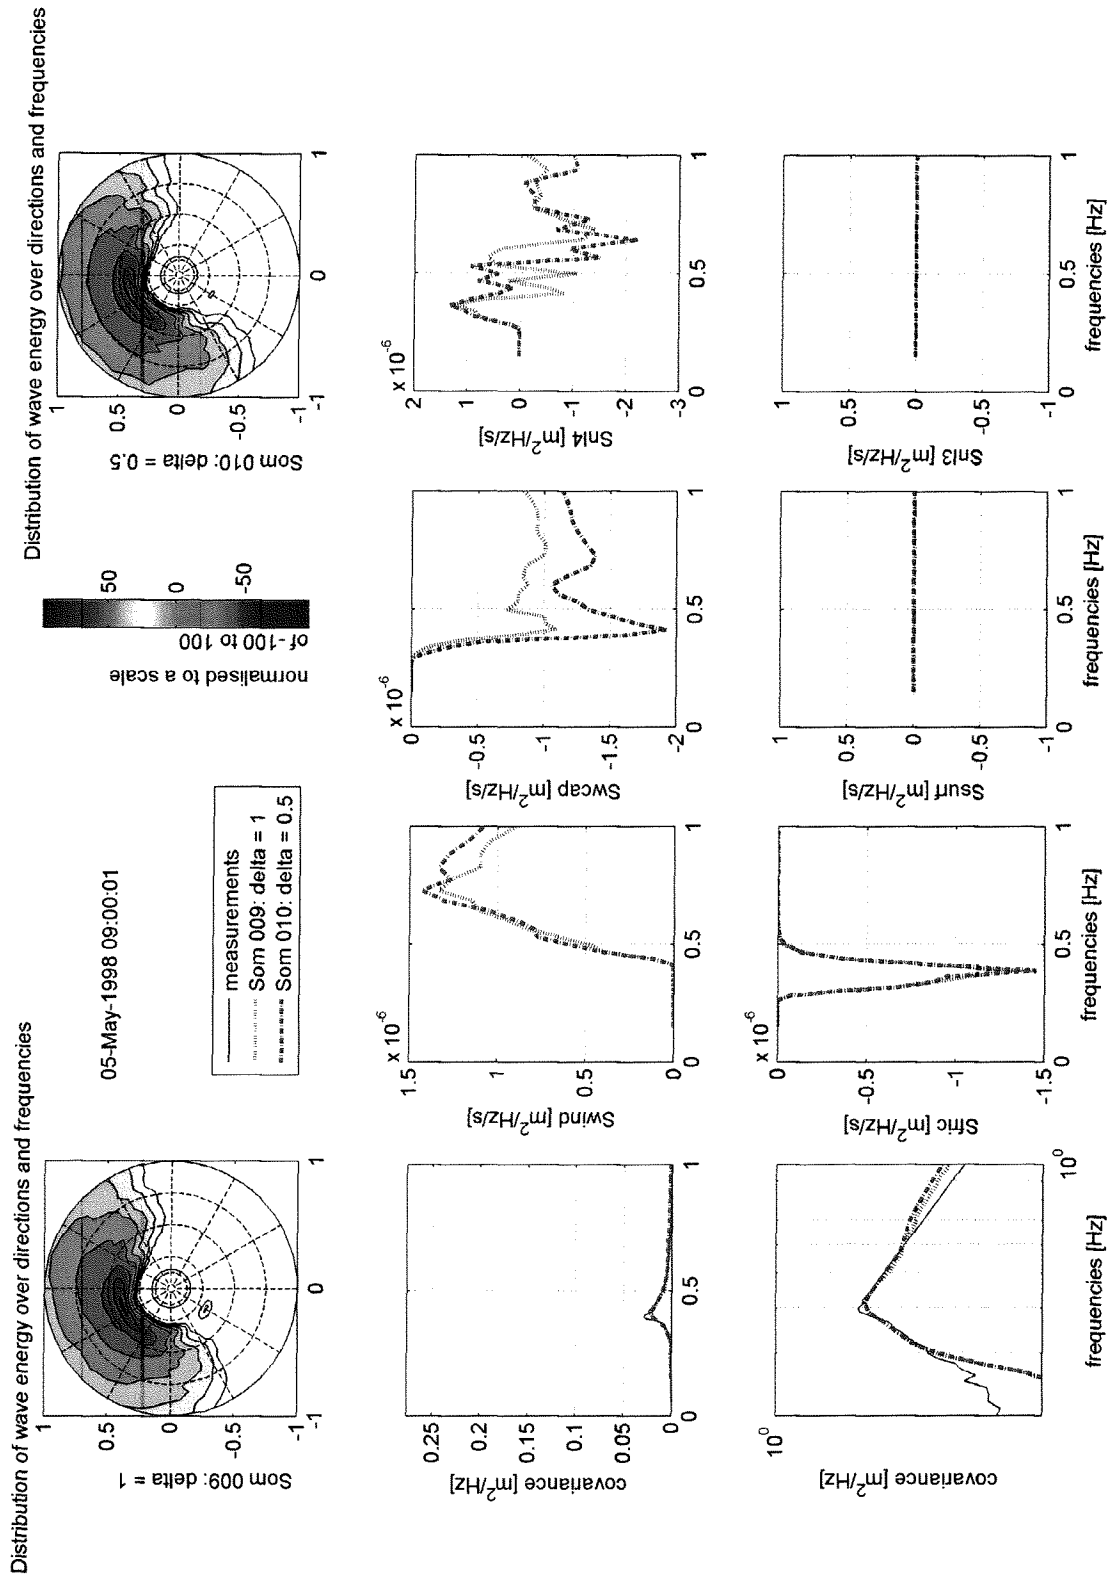 Distribution of wave energy over directions and frequencies
Distribution of wave energy over directions and frequencies
05-May-1998 09:00:01
measurements
Som 009: delta = 1
Som 010: delta = 0.5
normalised to a scale
of -100 to 100
50
0
-50
Som 009: delta = 1
1
0.5
0
-0.5
-1
-1
0
1
Som 010: delta = 0.5
1
0.5
0
-0.5
-1
-1
0
1
covariance [m²/Hz]
0.25
0.2
0.15
0.1
0.05
0
0
0.5
1
Swind [m²/Hz/s]
x 10⁻⁶
1.5
1
0.5
0
0
0.5
1
Swcap [m²/Hz/s]
x 10⁻⁶
0
-0.5
-1
-1.5
-2
0
0.5
1
Snl4 [m²/Hz/s]
x 10⁻⁶
2
1
0
-1
-2
-3
0
0.5
1
covariance [m²/Hz]
10⁰
10⁰
frequencies [Hz]
Sfric [m²/Hz/s]
x 10⁻⁶
0
-0.5
-1
-1.5
0
0.5
1
frequencies [Hz]
Ssurf [m²/Hz/s]
1
0.5
0
-0.5
-1
0
0.5
1
frequencies [Hz]
Snl3 [m²/Hz/s]
1
0.5
0
-0.5
-1
0
0.5
1
frequencies [Hz]